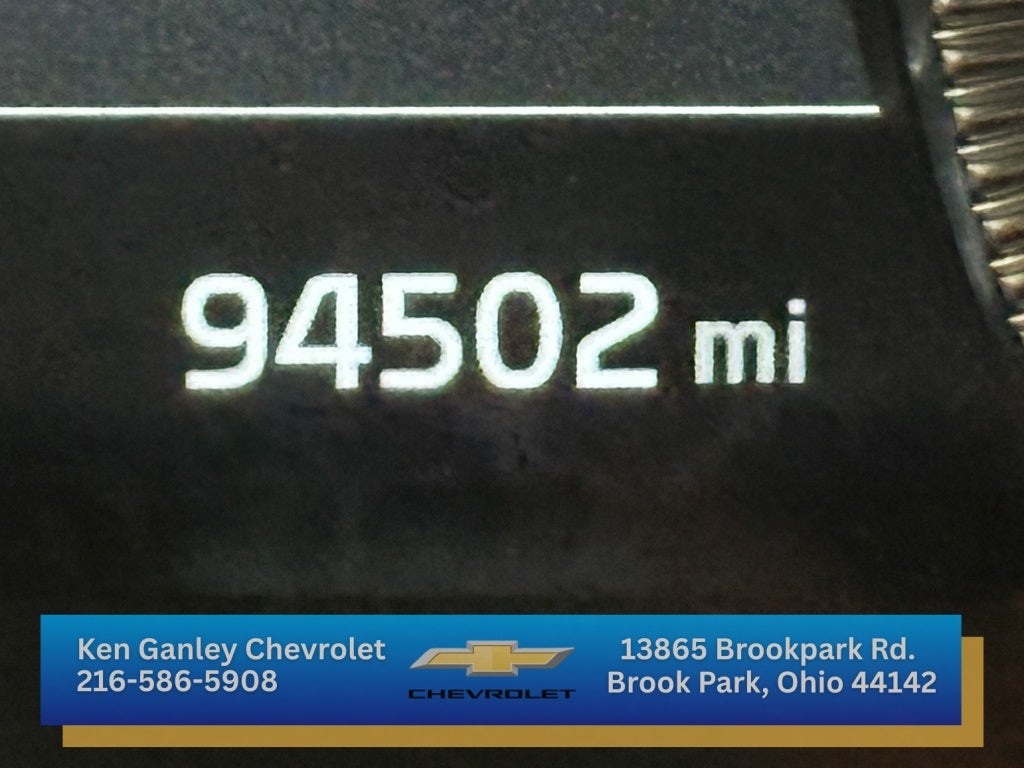 94502 mi
Ken Ganley Chevrolet
216-586-5908
CHEVROLET
13865 Brookpark Rd.
Brook Park, Ohio 44142